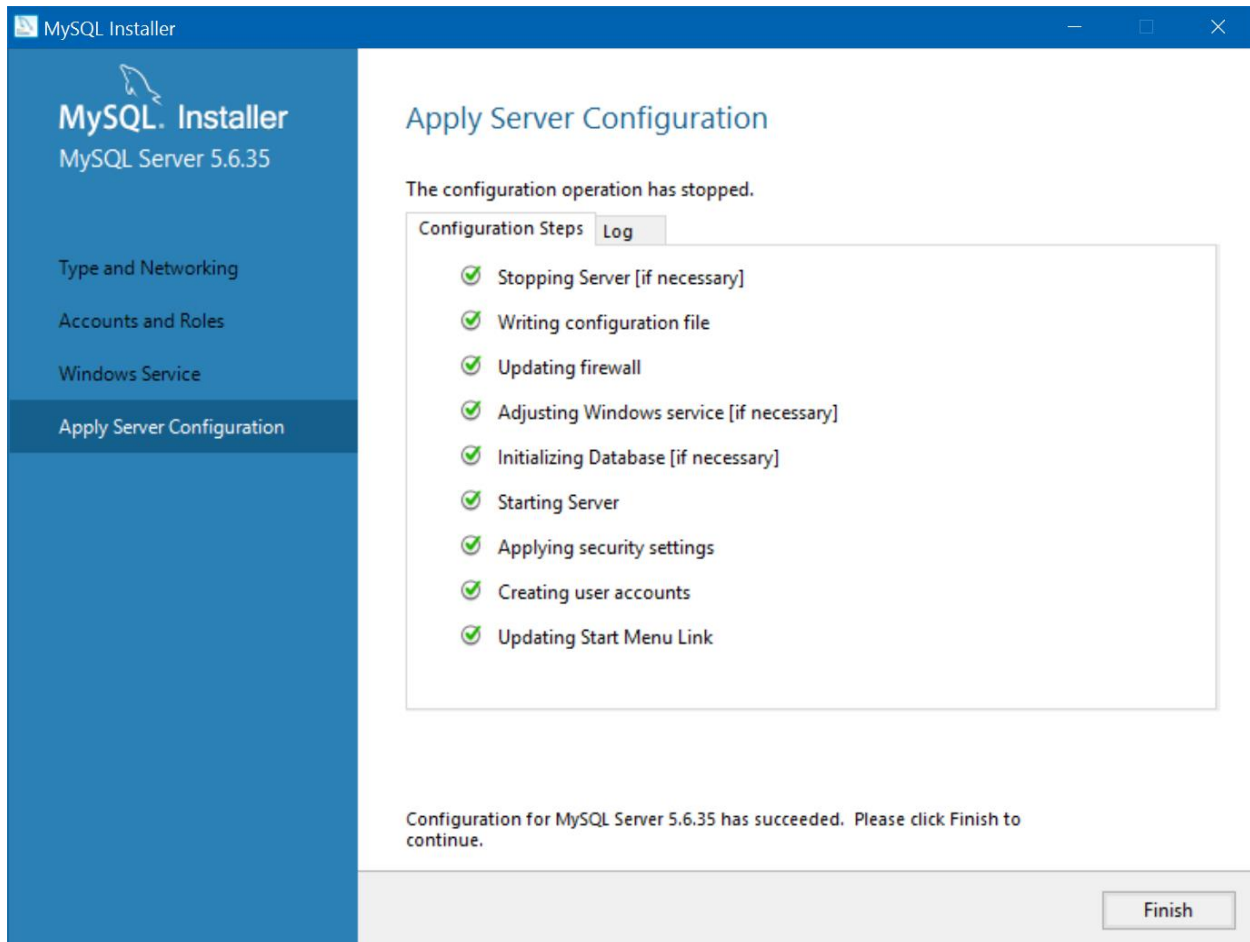 MySQL Installer
MySQL. Installer
MySQL Server 5.6.35
Type and Networking
Accounts and Roles
Windows Service
Apply Server Configuration
Apply Server Configuration
The configuration operation has stopped.
Configuration Steps
Log
Stopping Server [if necessary]
Writing configuration file
Updating firewall
Adjusting Windows service [if necessary]
Initializing Database [if necessary]
Starting Server
Applying security settings
Creating user accounts
Updating Start Menu Link
Configuration for MySQL Server 5.6.35 has succeeded. Please click Finish to
continue.
Finish